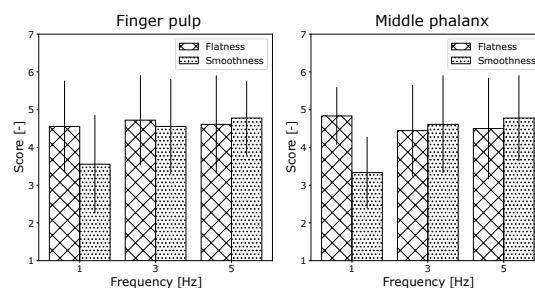 Finger pulp
7
6
5
4
3
2
1
Score [-]
Flatness
Smoothness
1
3
5
Frequency [Hz]
Middle phalanx
7
6
5
4
3
2
1
Score [-]
Flatness
Smoothness
1
3
5
Frequency [Hz]